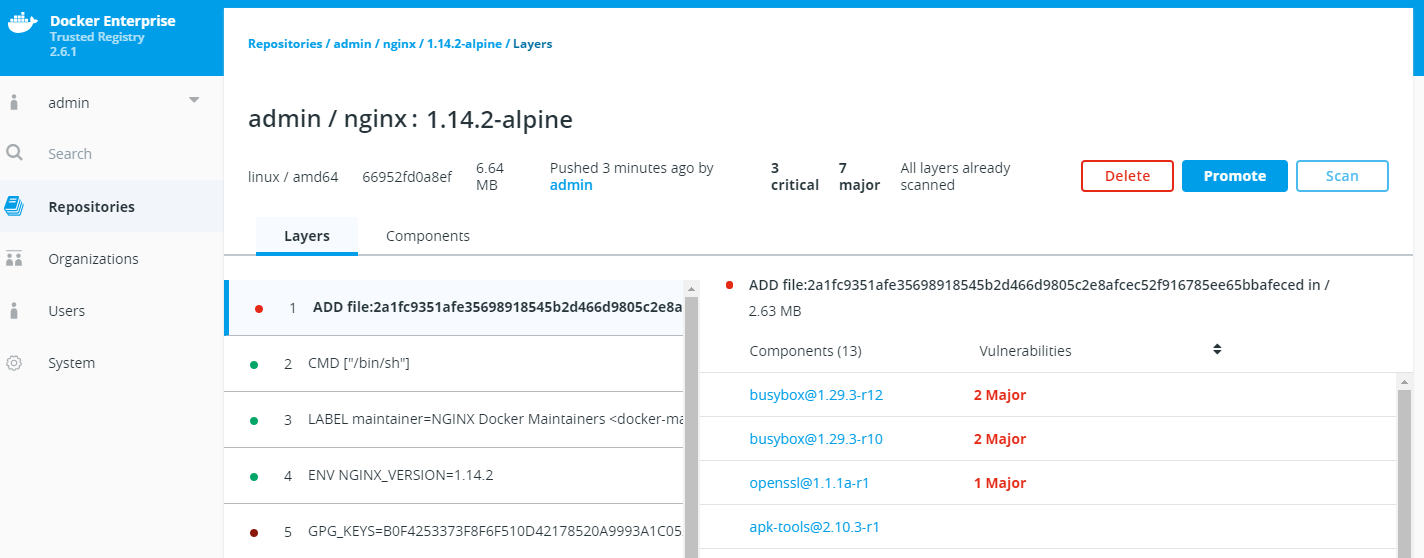 Docker Enterprise
Trusted Registry
2.6.1
admin
Search
Repositories
Organizations
Users
System
Repositories / admin / nginx / 1.14.2-alpine / Layers
admin / nginx : 1.14.2-alpine
linux / amd64
66952fd0a8ef
6.64
MB
Pushed 3 minutes ago by
admin
3
critical
7
major
All layers already
scanned
Delete
Promote
Scan
Layers
Components
1 ADD file:2a1fc9351afe35698918545b2d466d9805c2e8a
2 CMD ["/bin/sh"]
3 LABEL maintainer=NGINX Docker Maintainers <docker-ma
4 ENV NGINX_VERSION=1.14.2
5 GPG_KEYS=B0F4253373F8F6F510D42178520A9993A1C05
ADD file:2a1fc9351afe35698918545b2d466d9805c2e8afcec52f916785ee65bbafeced in /
2.63 MB
Components (13) Vulnerabilities
busybox@1.29.3-r12 2 Major
busybox@1.29.3-r10 2 Major
openssl@1.1.1a-r1 1 Major
apk-tools@2.10.3-r1